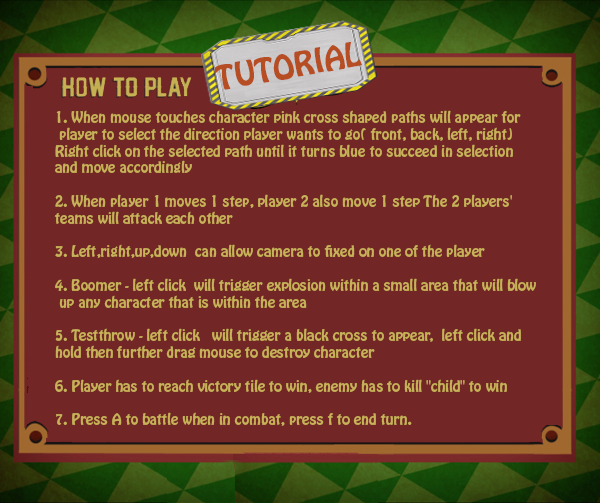 TUTORIAL
HOW TO PLAY
1. When mouse touches character pink cross shaped paths will appear for
player to select the direction player wants to go( front, back, left, right)
Right click on the selected path until it turns blue to succeed in selection
and move accordingly
2. When player 1 moves 1 step, player 2 also move 1 step The 2 players'
teams will attack each other
3. Left,right,up,down can allow camera to fixed on one of the player
4. Boomer - left click will trigger explosion within a small area that will blow
up any character that is within the area
5. Testthrow - left click will trigger a black cross to appear, left click and
hold then further drag mouse to destroy character
6. Player has to reach victory tile to win, enemy has to kill "child" to win
7. Press A to battle when in combat, press f to end turn.